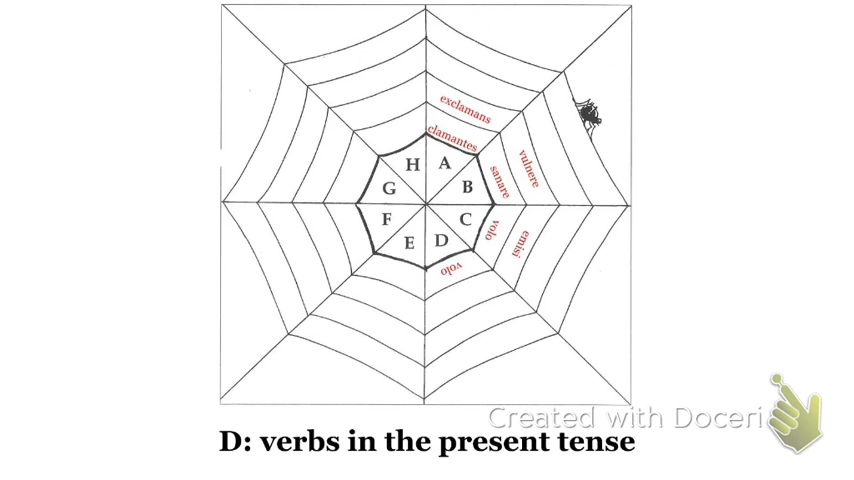 exclamans
clamantes
vulnere
sanare
H A
G B
F C
E D
volo
emisi
volo
Created with Doceri
D: verbs in the present tense